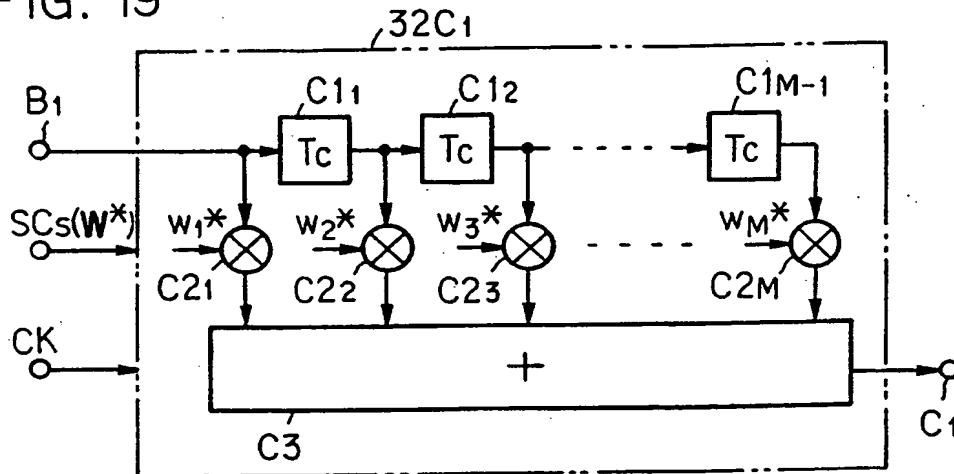 FIG. 19
32C1
B1
C11
C12
C1M-1
Tc
Tc
Tc
SCs(W*)
w1*
w2*
w3*
wM*
C21
C22
C23
C2M
CK
+
C3
C1